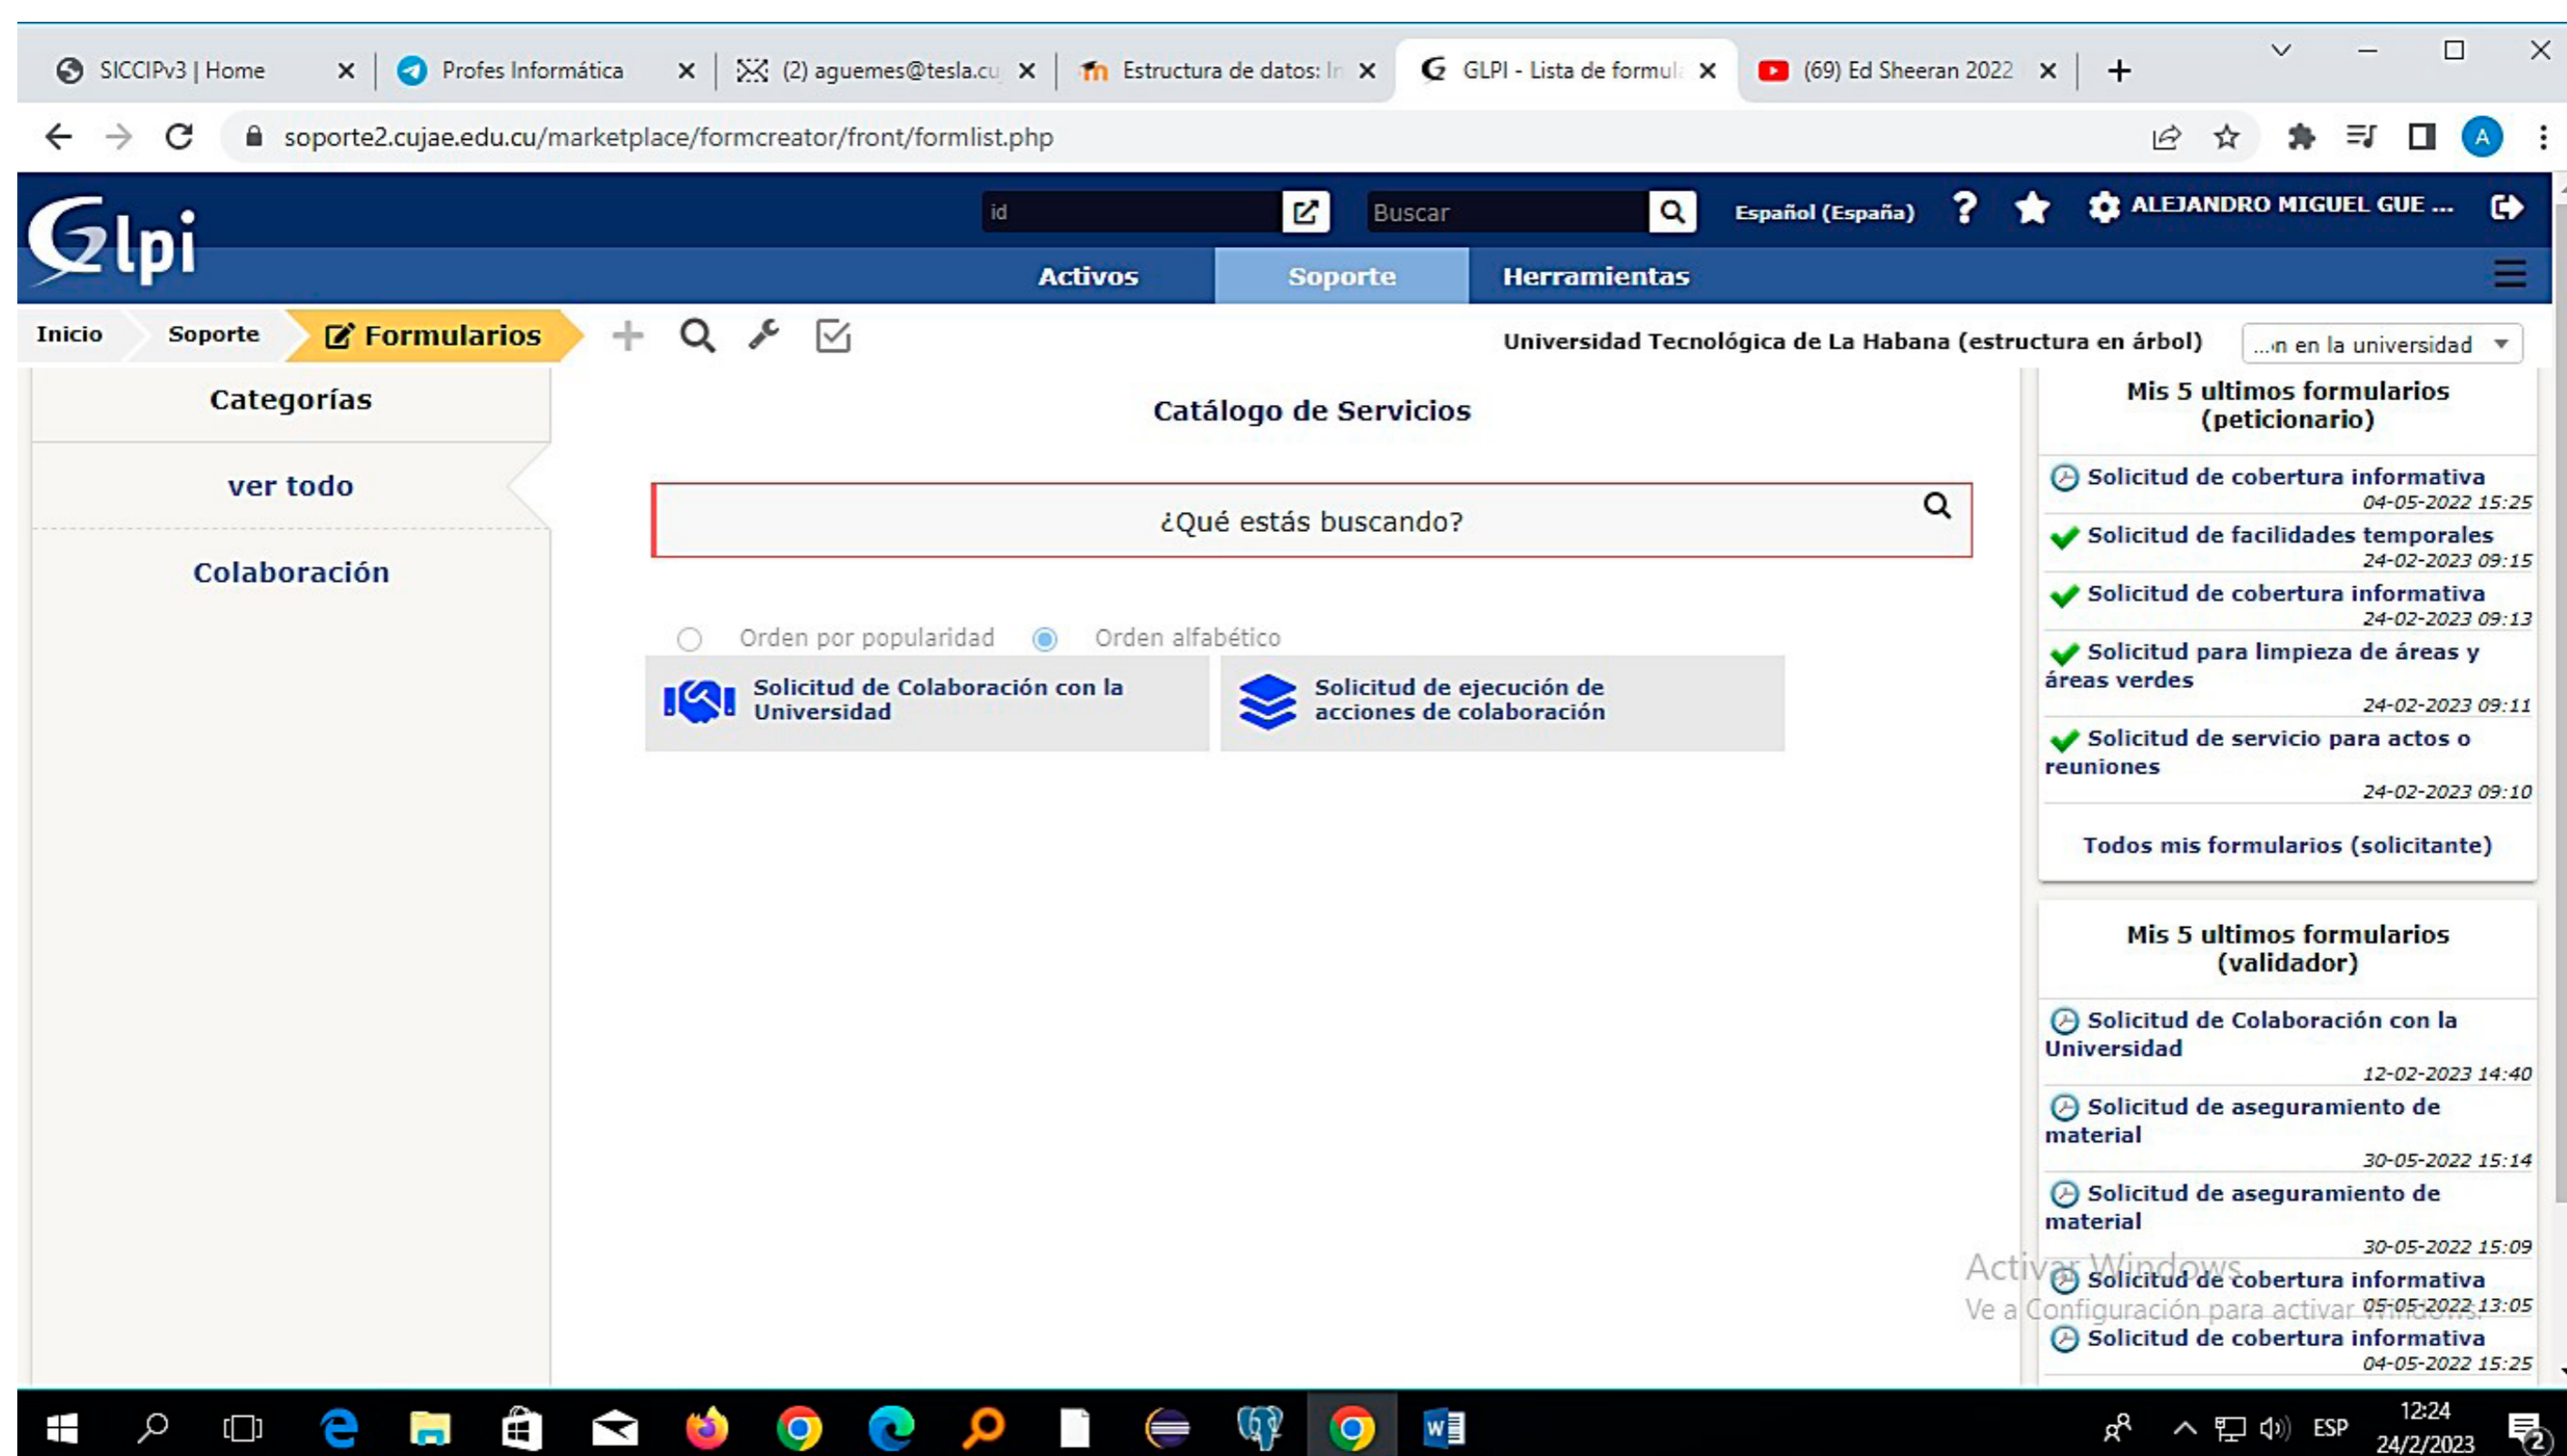 SICCIPv3 | Home
Profes Informática
(2) aguemes@tesla.cu
Estructura de datos: In
GLPI - Lista de formula
(69) Ed Sheeran 2022
soporte2.cujae.edu.cu/marketplace/formcreator/front/formlist.php
A
Glpi
id
Buscar
Español (España)
?
ALEJANDRO MIGUEL GUE ...
Activos
Soporte
Herramientas
Inicio
Soporte
Formularios
Universidad Tecnológica de La Habana (estructura en árbol)
...n en la universidad
Categorías
ver todo
Colaboración
Catálogo de Servicios
¿Qué estás buscando?
Orden por popularidad
Orden alfabético
Solicitud de Colaboración con la
Universidad
Solicitud de ejecución de
acciones de colaboración
Mis 5 ultimos formularios
(peticionario)
Solicitud de cobertura informativa
04-05-2022 15:25
Solicitud de facilidades temporales
24-02-2023 09:15
Solicitud de cobertura informativa
24-02-2023 09:13
Solicitud para limpieza de áreas y
áreas verdes
24-02-2023 09:11
Solicitud de servicio para actos o
reuniones
24-02-2023 09:10
Todos mis formularios (solicitante)
Mis 5 ultimos formularios
(validador)
Solicitud de Colaboración con la
Universidad
12-02-2023 14:40
Solicitud de aseguramiento de
material
30-05-2022 15:14
Solicitud de aseguramiento de
material
30-05-2022 15:09
Solicitud de cobertura informativa
05-05-2022 13:05
Solicitud de cobertura informativa
04-05-2022 15:25
Activar Windows
Ve a Configuración para activar Windows.
ESP
12:24
24/2/2023
2